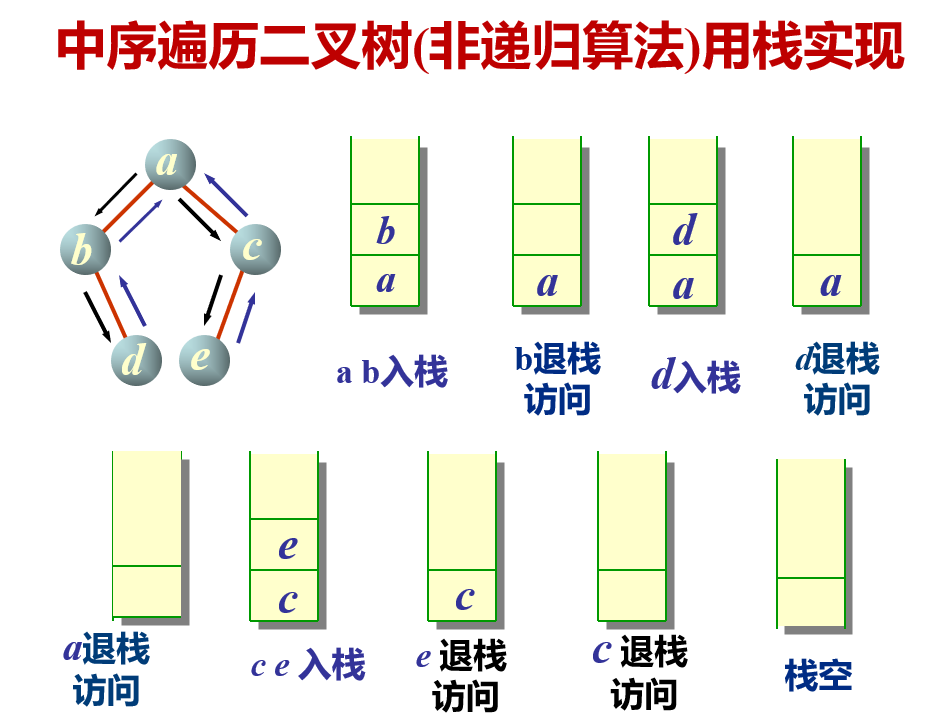 中序遍历二叉树(非递归算法)用栈实现
a
b
c
d
e
b
a
a
d
a
a
a b入栈
b退栈
访问
d入栈
d退栈
访问
e
c
c
a退栈
访问
c e 入栈
e 退栈
访问
c 退栈
访问
栈空